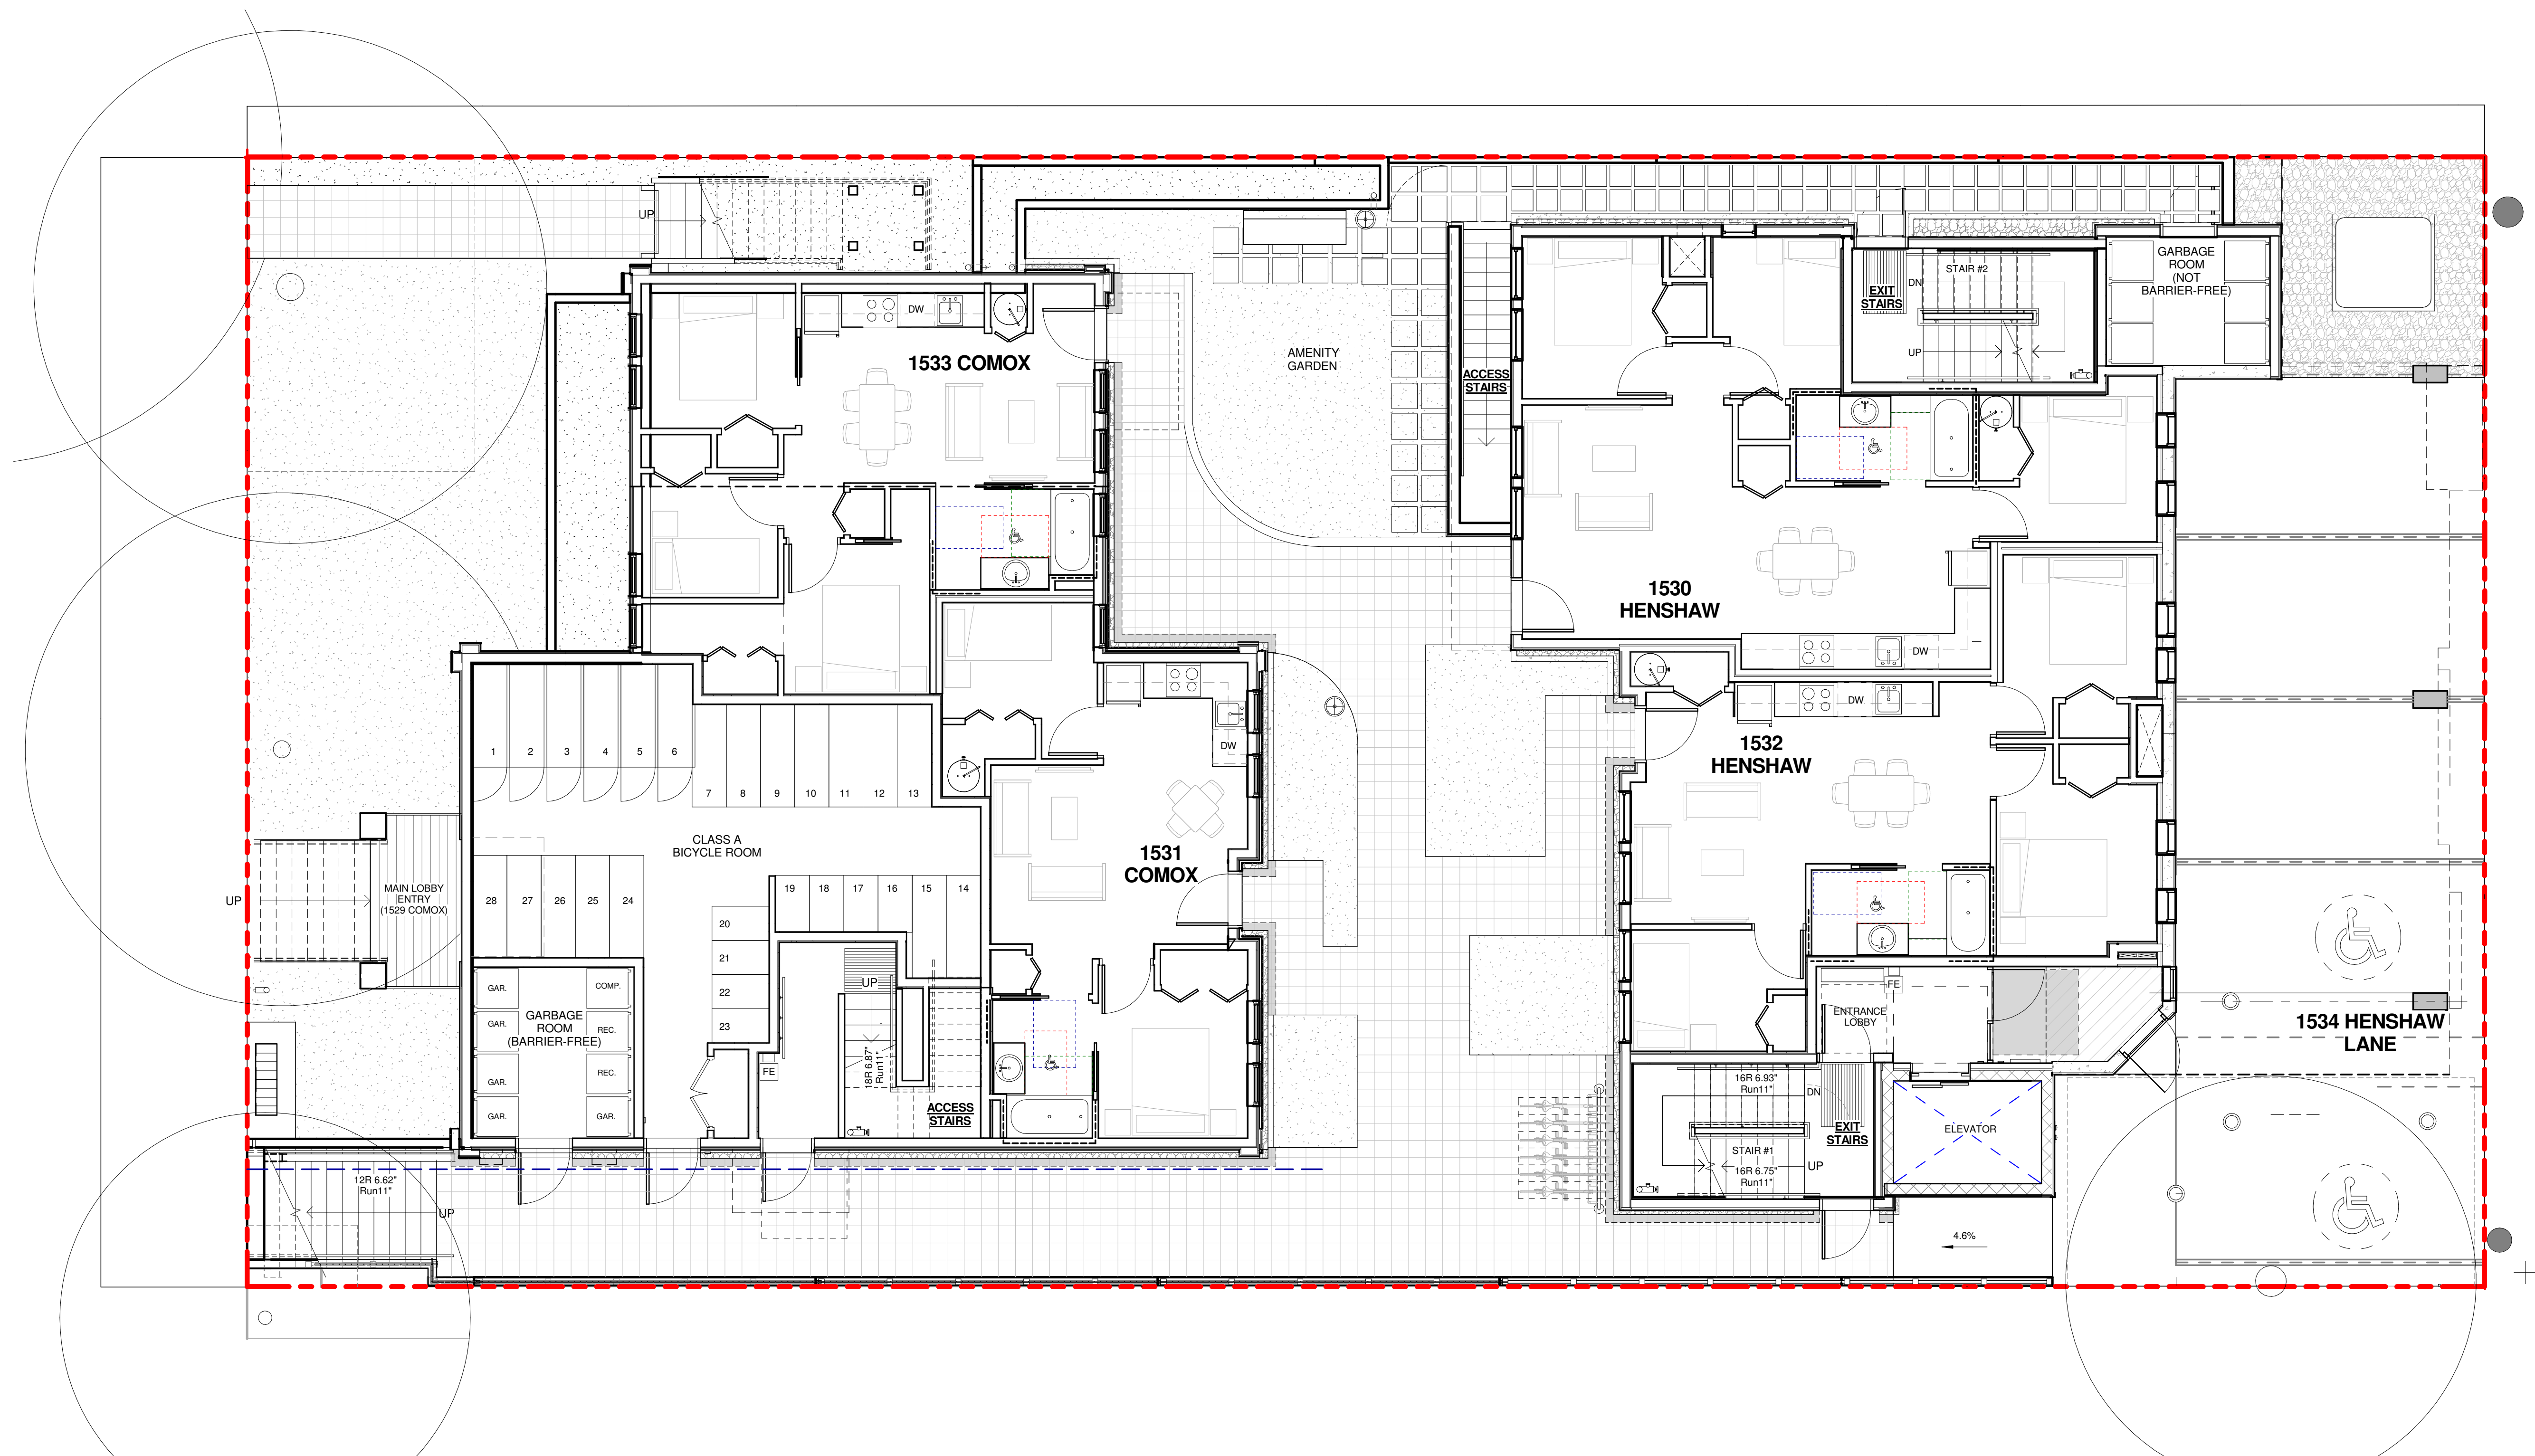 UP
DW
1533 COMOX
AMENITY
GARDEN
ACCESS
STAIRS
EXIT
STAIRS
STAIR #2
DN
UP
GARBAGE
ROOM
(NOT
BARRIER-FREE)
1530
HENSHAW
DW
DW
1532
HENSHAW
DW
1531
COMOX
1
2
3
4
5
6
7
8
9
10
11
12
13
CLASS A
BICYCLE ROOM
19
18
17
16
15
14
28
27
26
25
24
20
21
22
23
UP
MAIN LOBBY
ENTRY
(1529 COMOX)
GAR.
COMP.
GAR.
REC.
GARBAGE
ROOM
(BARRIER-FREE)
GAR.
REC.
GAR.
GAR.
FE
UP
18R 6.87"
Run11"
ACCESS
STAIRS
12R 6.62"
Run11"
UP
FE
ENTRANCE
LOBBY
16R 6.93"
Run11"
DN
EXIT
STAIRS
STAIR #1
16R 6.75"
Run11"
UP
ELEVATOR
1534 HENSHAW
LANE
4.6%